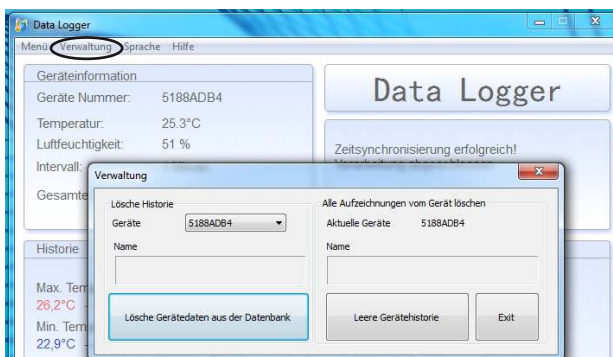 Data Logger
Menü Verwaltung Sprache Hilfe
Geräteinformation
Geräte Nummer: 5188ADB4
Temperatur: 25.3°C
Luftfeuchtigkeit: 51 %
Intervall:
Gesamte
Data Logger
Zeitsynchronisierung erfolgreich!
Historie
Max. Tem
26,2°C
Min. Tem
22,9°C
Verwaltung
Lösche Historie
Geräte 5188ADB4
Name
Lösche Gerätedaten aus der Datenbank
Alle Aufzeichnungen vom Gerät löschen
Aktuelle Geräte 5188ADB4
Name
Leere Gerätehistorie
Exit